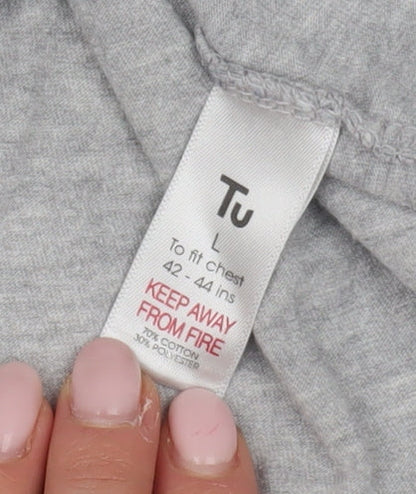 Tu
L
To fit chest
42 - 44 ins
KEEP AWAY
FROM FIRE
70% COTTON
30% POLYESTER